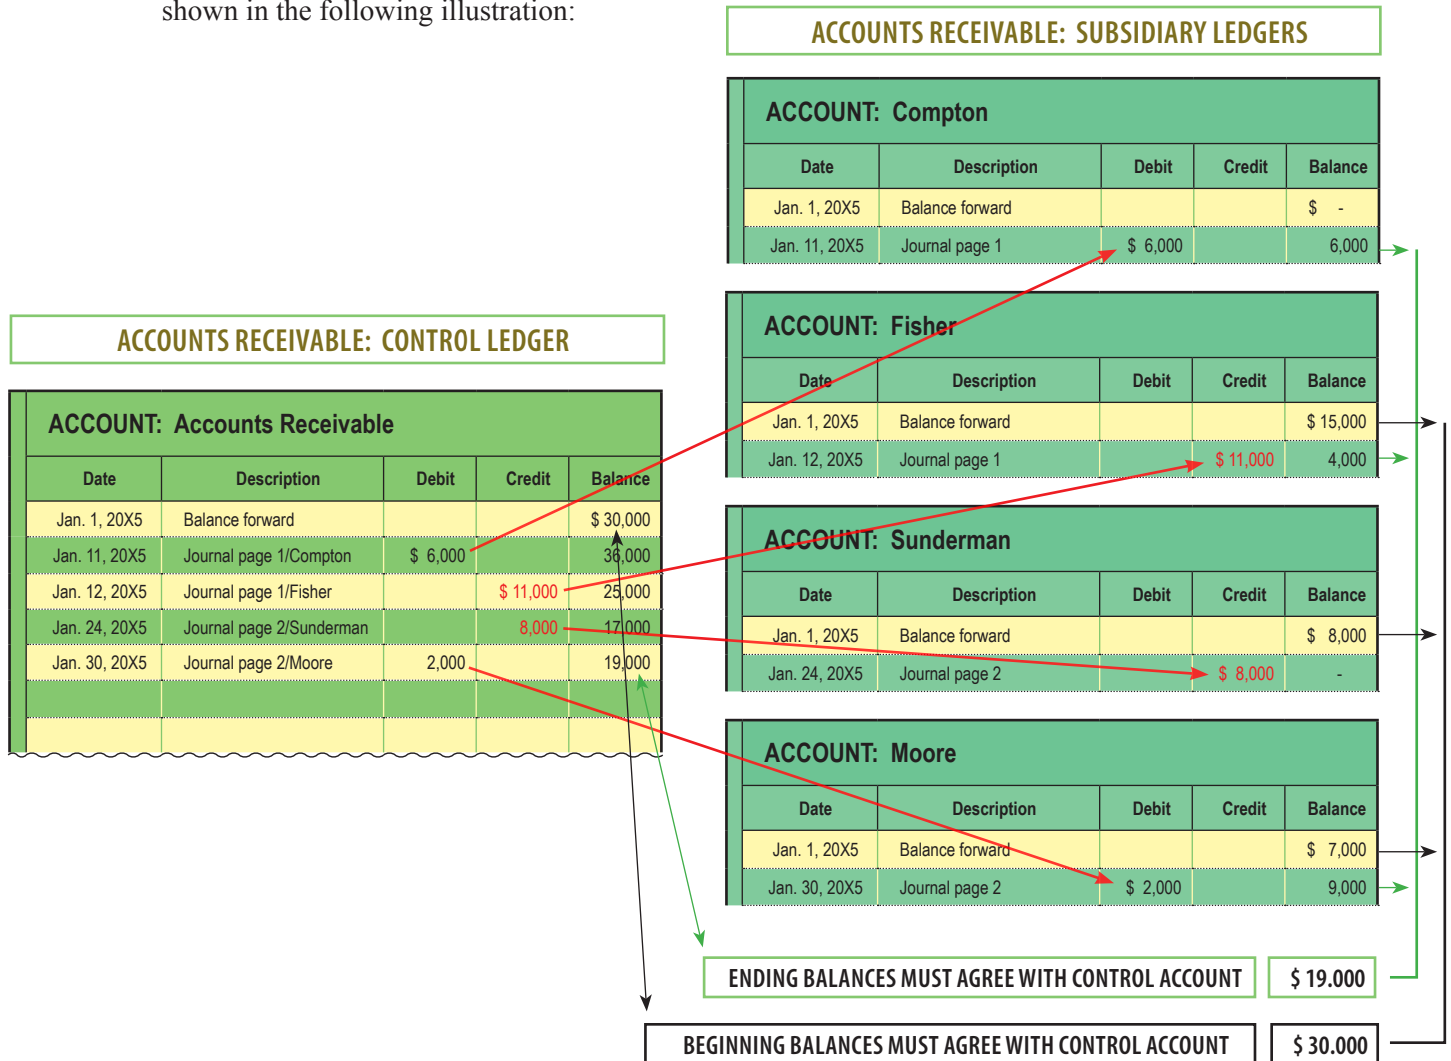 shown in the following illustration:
ACCOUNTS RECEIVABLE: SUBSIDIARY LEDGERS
ACCOUNT: Compton
Date Description Debit Credit Balance
Jan. 1, 20X5 Balance forward $ -
Jan. 11, 20X5 Journal page 1 $ 6,000 6,000
ACCOUNT: Fisher
Date Description Debit Credit Balance
Jan. 1, 20X5 Balance forward $ 15,000
Jan. 12, 20X5 Journal page 1 $ 11,000 4,000
ACCOUNT: Sunderman
Date Description Debit Credit Balance
Jan. 1, 20X5 Balance forward $ 8,000
Jan. 24, 20X5 Journal page 2 $ 8,000 -
ACCOUNT: Moore
Date Description Debit Credit Balance
Jan. 1, 20X5 Balance forward $ 7,000
Jan. 30, 20X5 Journal page 2 $ 2,000 9,000
ACCOUNTS RECEIVABLE: CONTROL LEDGER
ACCOUNT: Accounts Receivable
Date Description Debit Credit Balance
Jan. 1, 20X5 Balance forward $ 30,000
Jan. 11, 20X5 Journal page 1/Compton $ 6,000 36,000
Jan. 12, 20X5 Journal page 1/Fisher $ 11,000 25,000
Jan. 24, 20X5 Journal page 2/Sunderman 8,000 17,000
Jan. 30, 20X5 Journal page 2/Moore 2,000 19,000
ENDING BALANCES MUST AGREE WITH CONTROL ACCOUNT $ 19.000
BEGINNING BALANCES MUST AGREE WITH CONTROL ACCOUNT $ 30.000